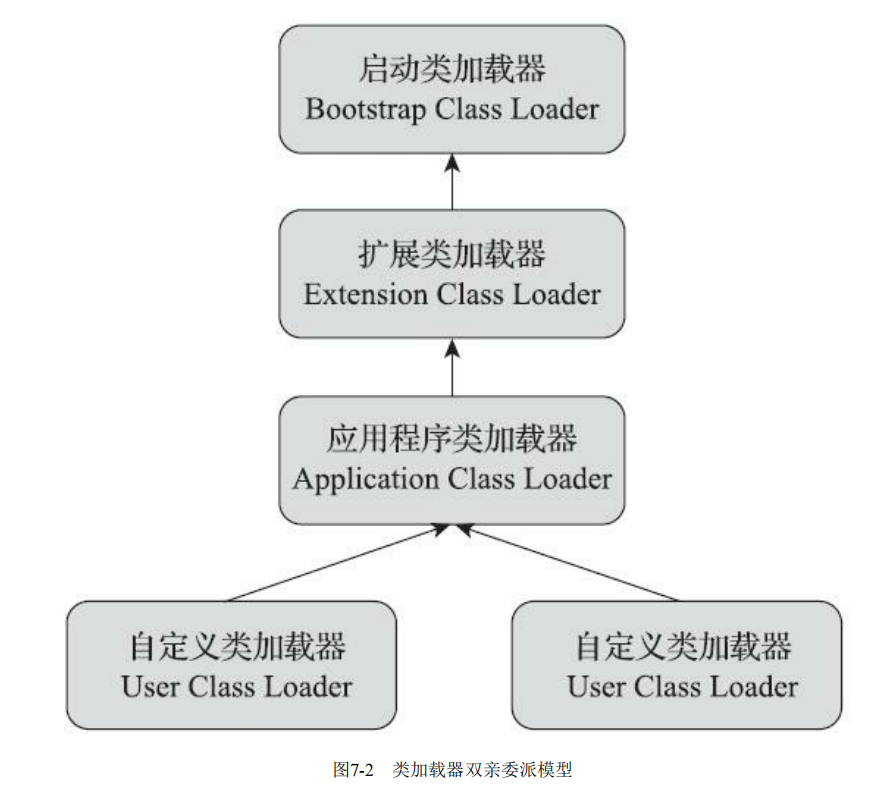 启动类加载器
Bootstrap Class Loader
扩展类加载器
Extension Class Loader
应用程序类加载器
Application Class Loader
自定义类加载器
User Class Loader
自定义类加载器
User Class Loader
图7-2 类加载器双亲委派模型